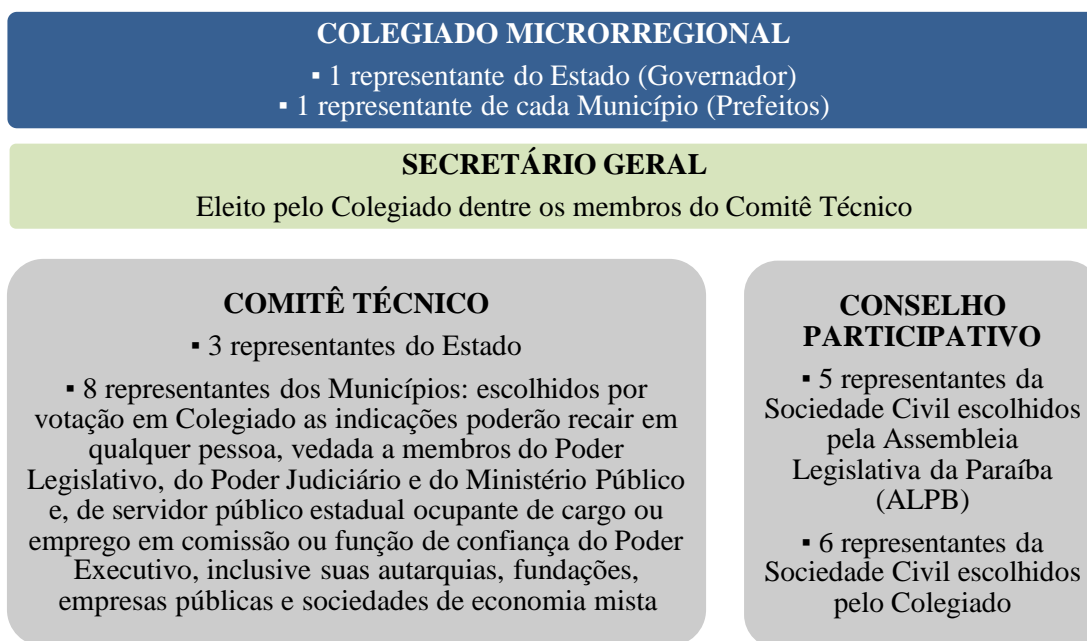 COLEGIADO MICRORREGIONAL
▪ 1 representante do Estado (Governador)
▪ 1 representante de cada Município (Prefeitos)
SECRETÁRIO GERAL
Eleito pelo Colegiado dentre os membros do Comitê Técnico
COMITÊ TÉCNICO
▪ 3 representantes do Estado
▪ 8 representantes dos Municípios: escolhidos por
votação em Colegiado as indicações poderão recair em
qualquer pessoa, vedada a membros do Poder
Legislativo, do Poder Judiciário e do Ministério Público
e, de servidor público estadual ocupante de cargo ou
emprego em comissão ou função de confiança do Poder
Executivo, inclusive suas autarquias, fundações,
empresas públicas e sociedades de economia mista
CONSELHO
PARTICIPATIVO
▪ 5 representantes da
Sociedade Civil escolhidos
pela Assembleia
Legislativa da Paraíba
(ALPB)
▪ 6 representantes da
Sociedade Civil escolhidos
pelo Colegiado